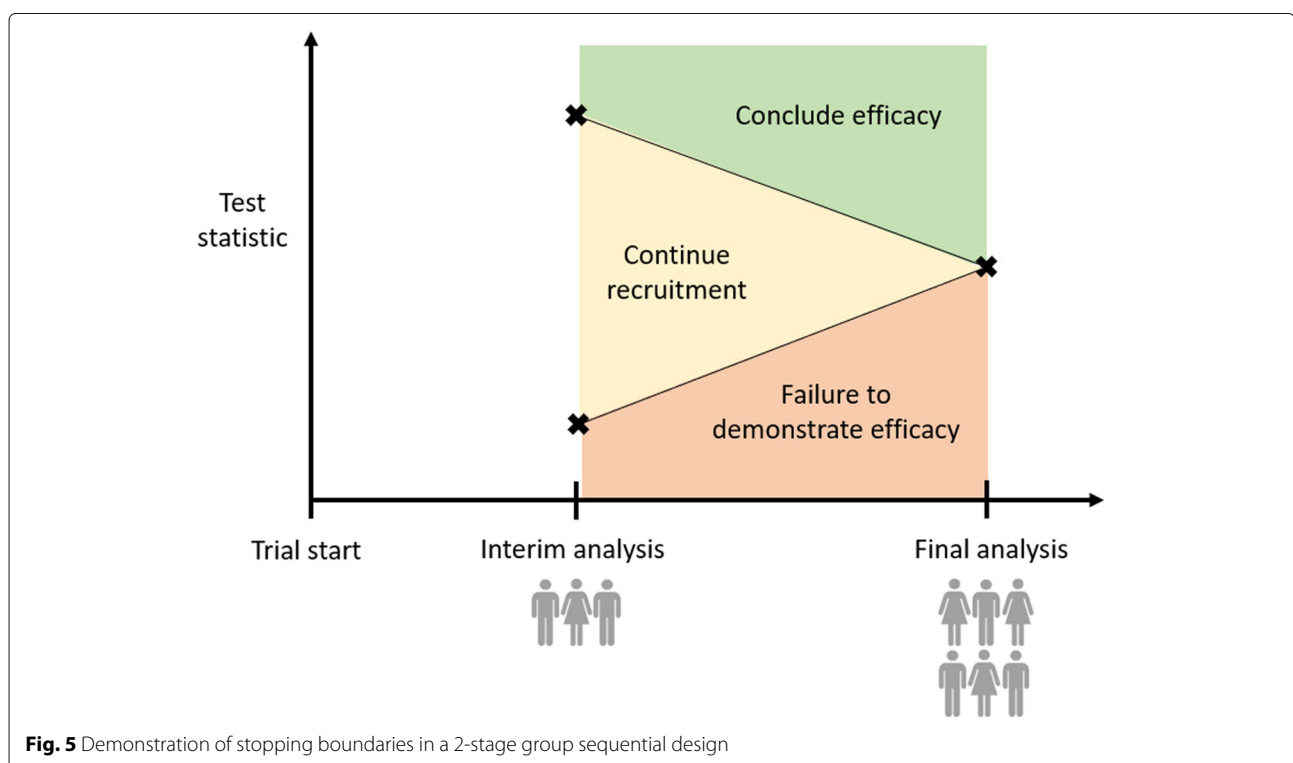 Conclude efficacy
Test
statistic
Continue
recruitment
Failure to
demonstrate efficacy
Trial start
Interim analysis
Final analysis
Fig. 5 Demonstration of stopping boundaries in a 2-stage group sequential design